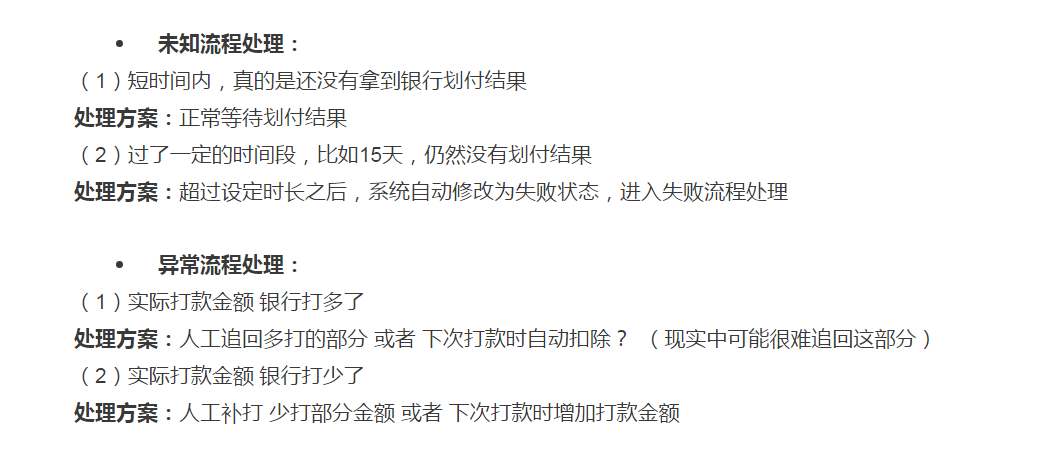 • 未知流程处理：
（1）短时间内，真的是还没有拿到银行划付结果
处理方案：正常等待划付结果
（2）过了一定的时间段，比如15天，仍然没有划付结果
处理方案：超过设定时长之后，系统自动修改为失败状态，进入失败流程处理
• 异常流程处理：
（1）实际打款金额 银行打多了
处理方案：人工追回多打的部分 或者 下次打款时自动扣除？ （现实中可能很难追回这部分）
（2）实际打款金额 银行打少了
处理方案：人工补打 少打部分金额 或者 下次打款时增加打款金额